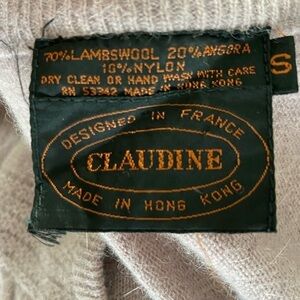 70% LAMBSWOOL 20% ANGORA
10% NYLON
DRY CLEAN OR HAND WASH WITH CARE
RN 53342 MADE IN HONG KONG
S
DESIGNED IN FRANCE
CLAUDINE
MADE IN HONG KONG